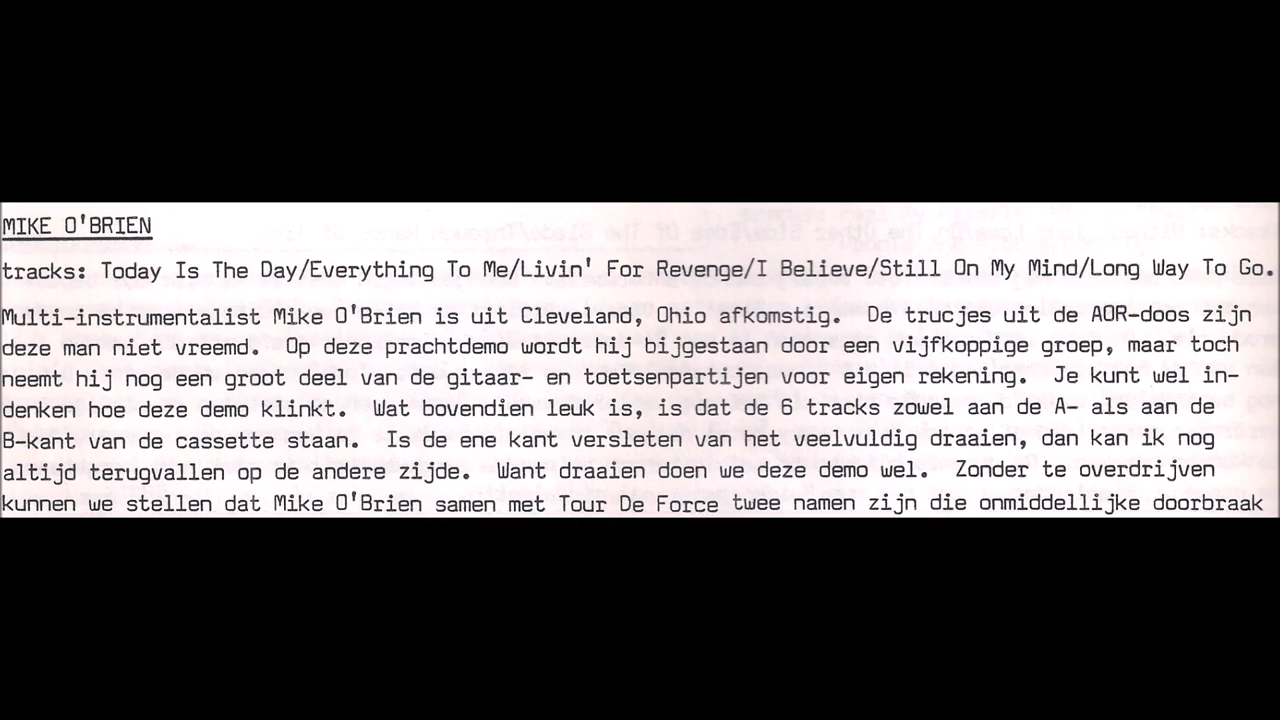 MIKE O'BRIEN
tracks: Today Is The Day/Everything To Me/Livin' For Revenge/I Believe/Still On My Mind/Long Way To Go.
Multi-instrumentalist Mike O'Brien is uit Cleveland, Ohio afkomstig. De trucjes uit de AOR-doos zijn
deze man niet vreemd. Op deze prachtdemo wordt hij bijgestaan door een vijfkoppige groep, maar toch
neemt hij nog een groot deel van de gitaar- en toetsenpartijen voor eigen rekening. Je kunt wel in-
denken hoe deze demo klinkt. Wat bovendien leuk is, is dat de 6 tracks zowel aan de A- als aan de
B-kant van de cassette staan. Is de ene kant versleten van het veelvuldig draaien, dan kan ik nog
altijd terugvallen op de andere zijde. Want draaien doen we deze demo wel. Zonder te overdrijven
kunnen we stellen dat Mike O'Brien samen met Tour De Force twee namen zijn die onmiddellijke doorbraak